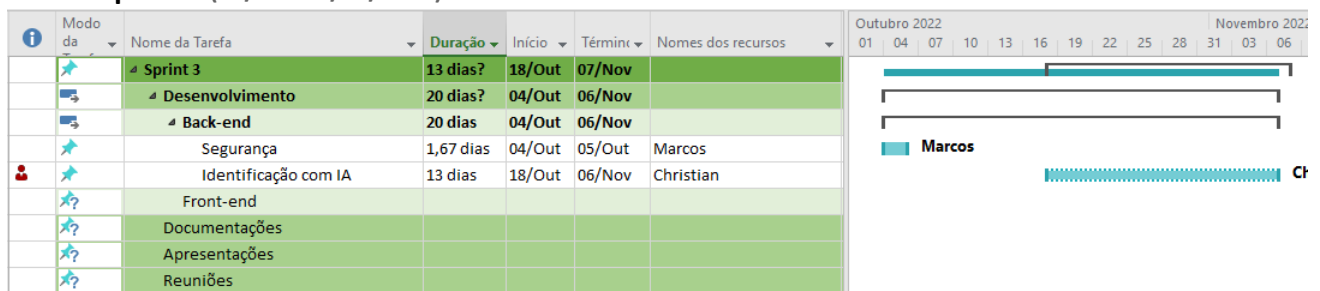 Modo Outubro 2022 Novembro 2022
da Nome da Tarefa Duração Início Término Nomes dos recursos 01 04 07 10 13 16 19 22 25 28 31 03 06
Sprint 3 13 dias? 18/Out 07/Nov
Desenvolvimento 20 dias? 04/Out 06/Nov
Back-end 20 dias 04/Out 06/Nov
Segurança 1,67 dias 04/Out 05/Out Marcos Marcos
Identificação com IA 13 dias 18/Out 06/Nov Christian Ch
Front-end
Documentações
Apresentações
Reuniões